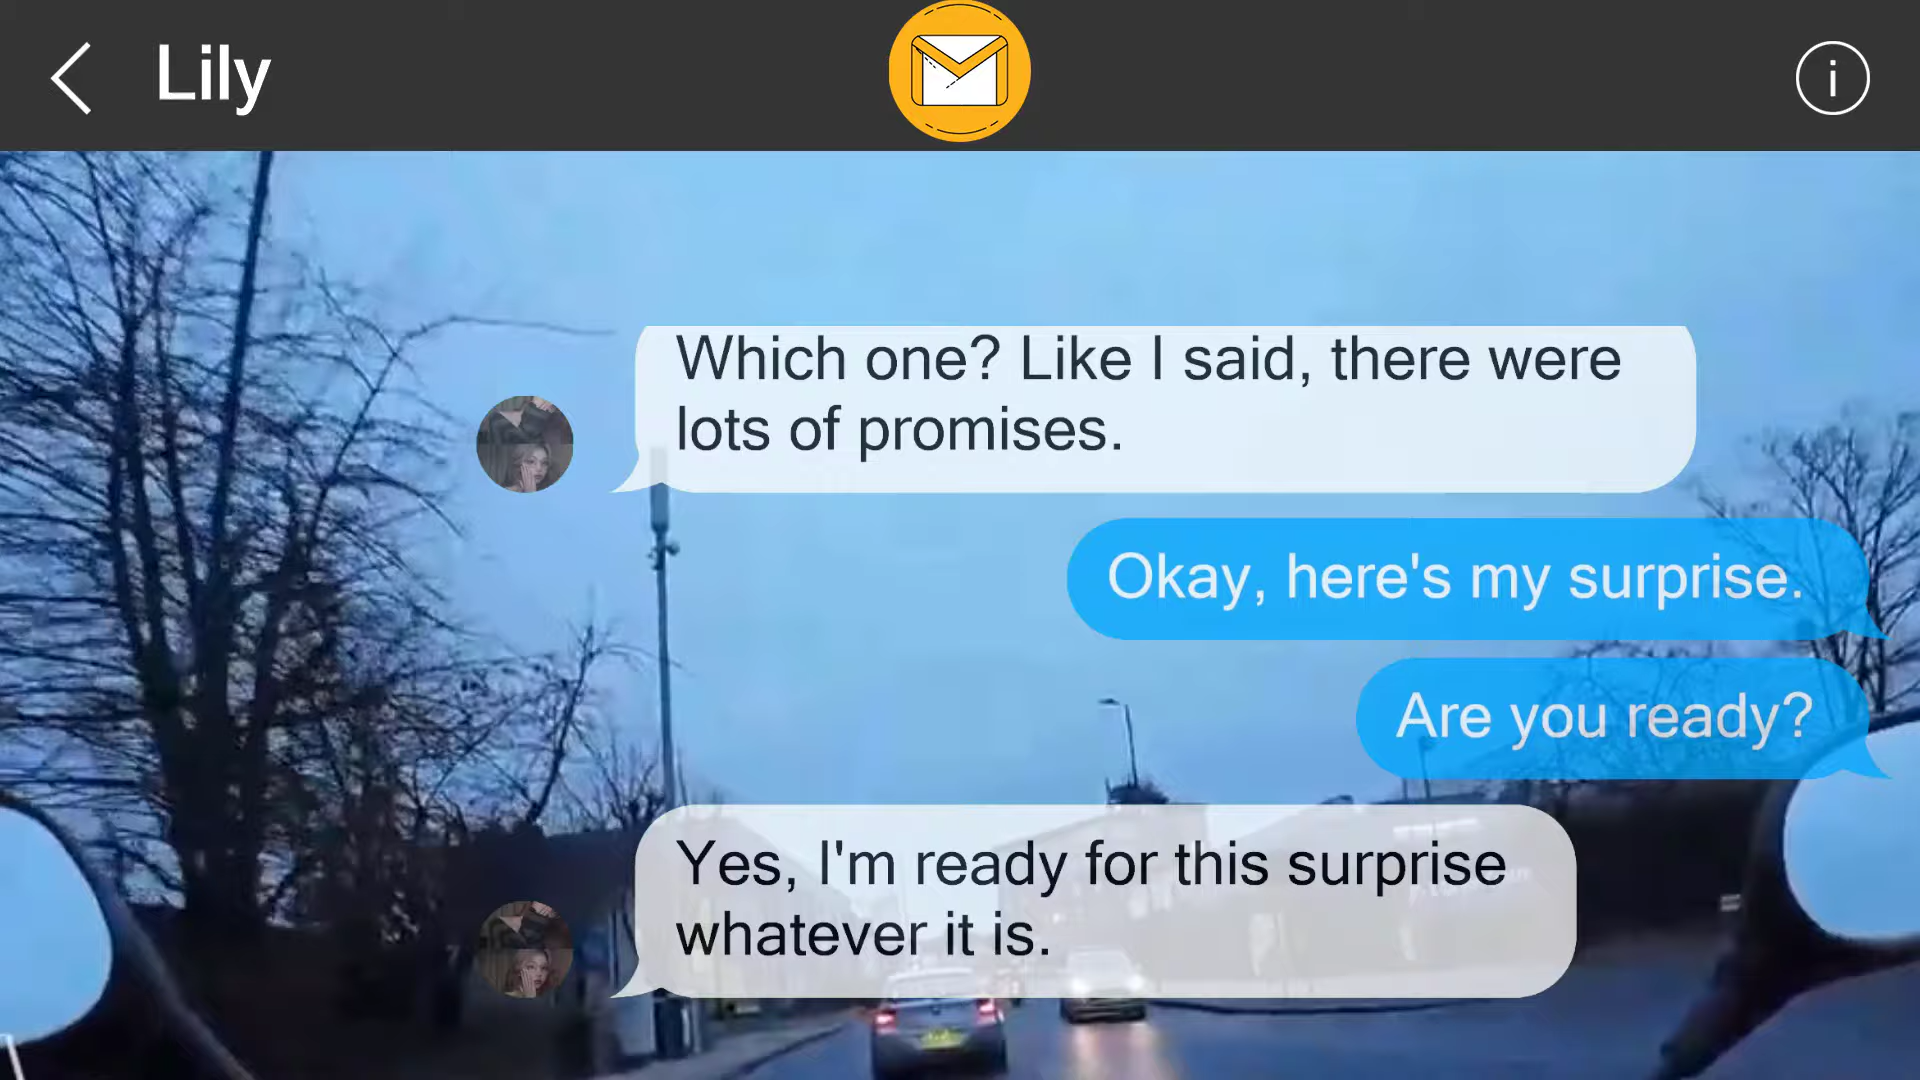 Lily
i
Which one? Like I said, there were
lots of promises.
Okay, here's my surprise.
Are you ready?
Yes, I'm ready for this surprise
whatever it is.